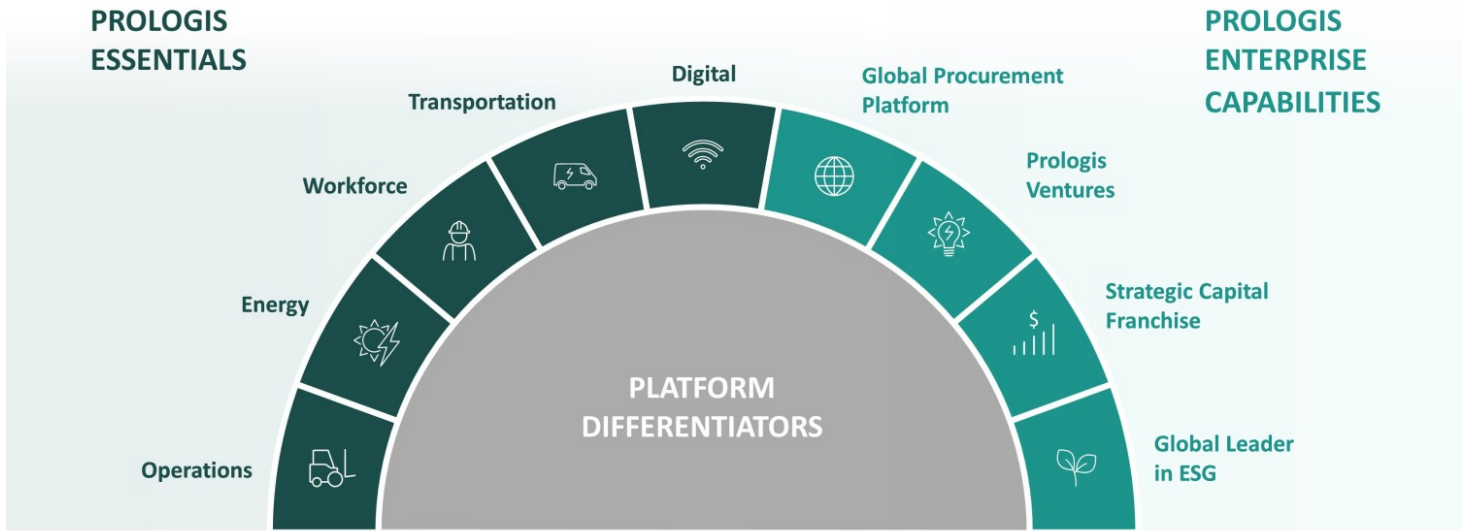 PROLOGIS
ESSENTIALS
PROLOGIS
ENTERPRISE
CAPABILITIES
Operations
Energy
Workforce
Transportation
Digital
Global Procurement
Platform
Prologis
Ventures
Strategic Capital
Franchise
$
Global Leader
in ESG
PLATFORM
DIFFERENTIATORS